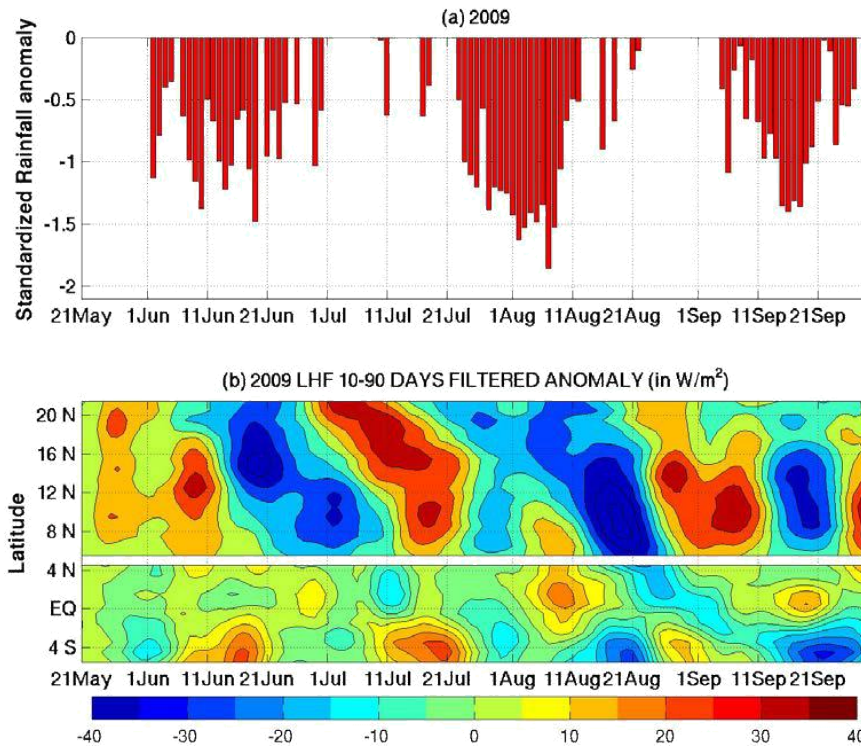 (a) 2009
Standardized Rainfall anomaly
0
-0.5
-1
-1.5
-2
21May 1Jun 11Jun 21Jun 1Jul 11Jul 21Jul 1Aug 11Aug 21Aug 1Sep 11Sep 21Sep
(b) 2009 LHF 10-90 DAYS FILTERED ANOMALY (in W/m²)
Latitude
20 N
16 N
12 N
8 N
4 N
EQ
4 S
21May 1Jun 11Jun 21Jun 1Jul 11Jul 21Jul 1Aug 11Aug 21Aug 1Sep 11Sep 21Sep
-40 -30 -20 -10 0 10 20 30 40